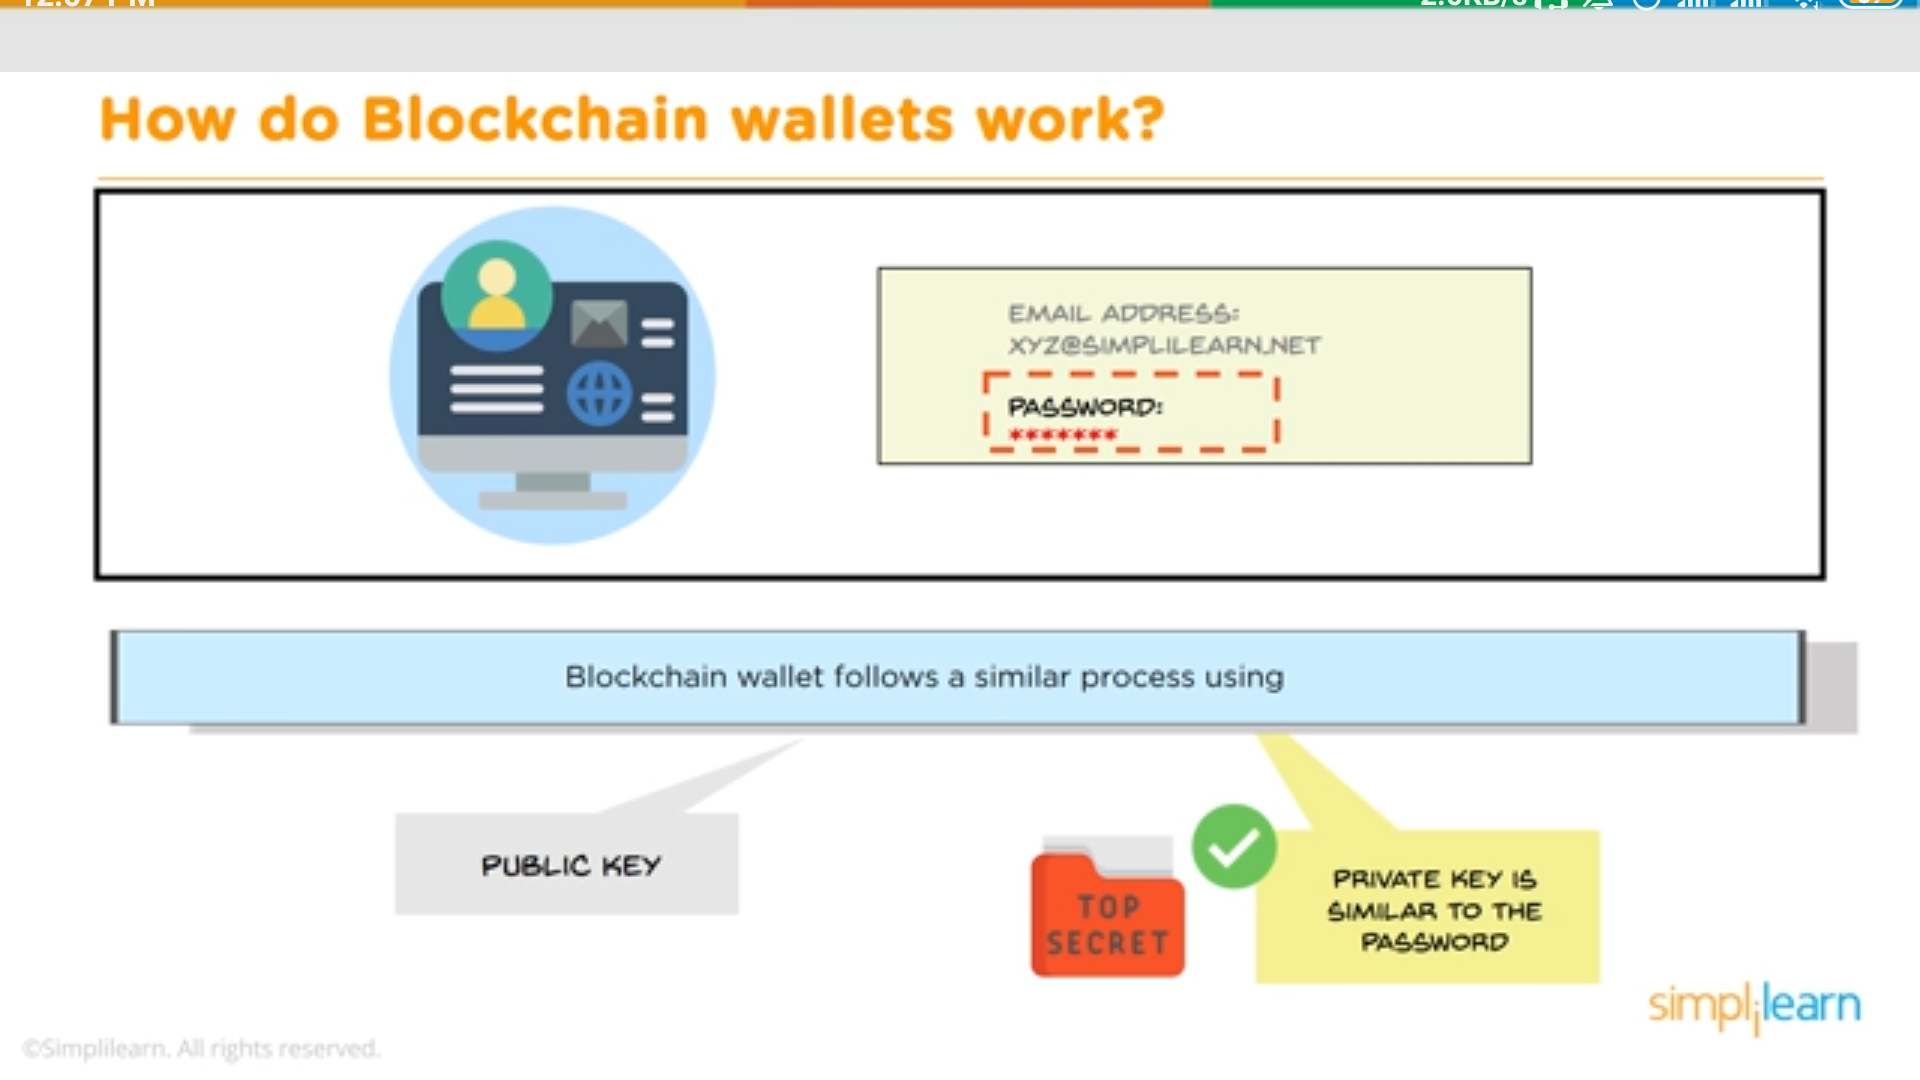 How do Blockchain wallets work?
EMAIL ADDRESS:
XYZ@SIMPLILEARN.NET
PASSWORD:
*******
Blockchain wallet follows a similar process using
PUBLIC KEY
TOP
SECRET
PRIVATE KEY IS
SIMILAR TO THE
PASSWORD
simplilearn
©Simplilearn. All rights reserved.